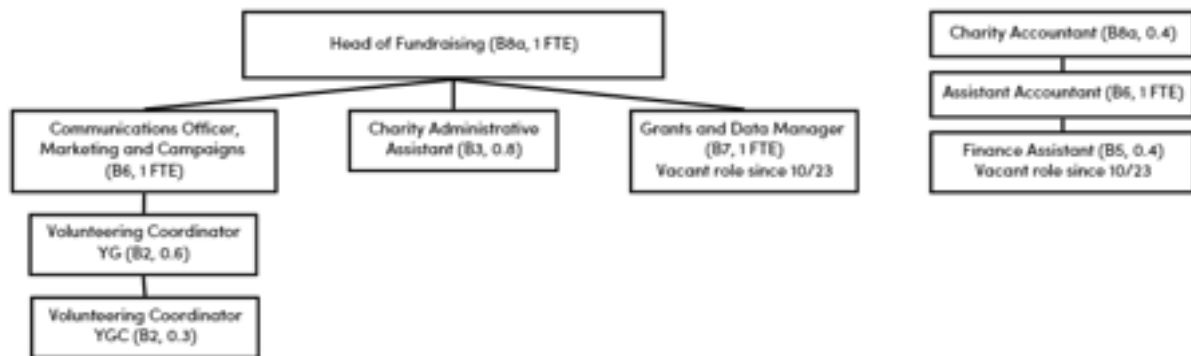 Head of Fundraising (B8a, 1 FTE)
Communications Officer,
Marketing and Campaigns
(B6, 1 FTE)
Charity Administrative
Assistant (B3, 0.8)
Grants and Data Manager
(B7, 1 FTE)
Vacant role since 10/23
Volunteering Coordinator
YG (B2, 0.6)
Volunteering Coordinator
YGC (B2, 0.3)
Charity Accountant (B8a, 0.4)
Assistant Accountant (B6, 1 FTE)
Finance Assistant (B5, 0.4)
Vacant role since 10/23